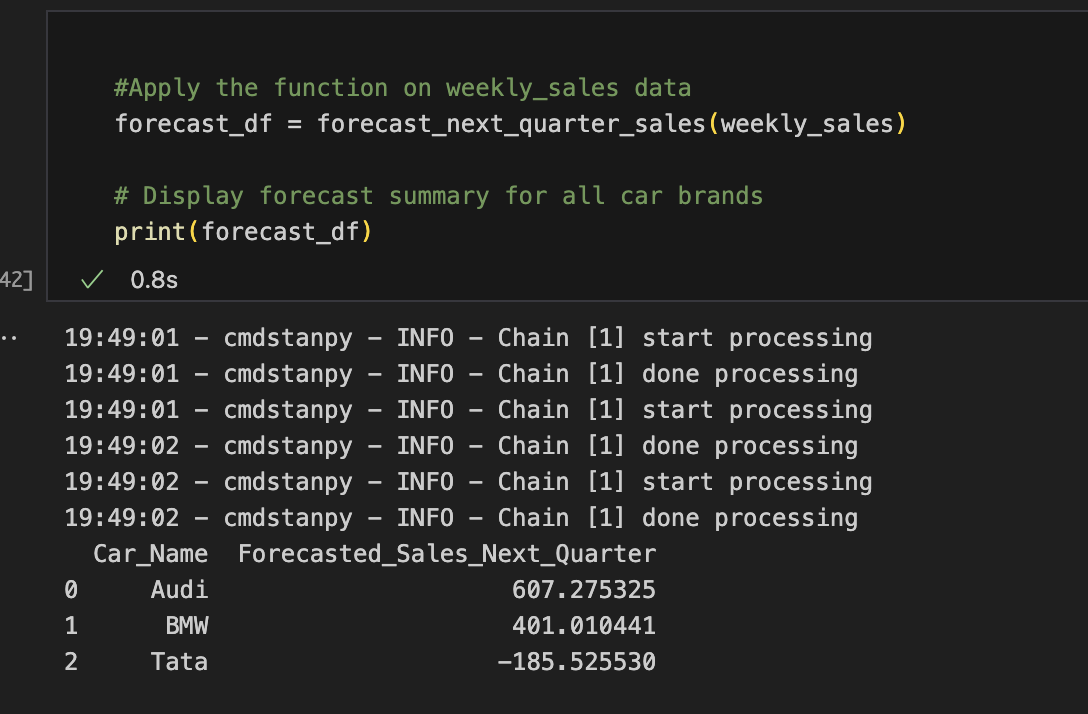 #Apply the function on weekly_sales data
forecast_df = forecast_next_quarter_sales(weekly_sales)
# Display forecast summary for all car brands
print(forecast_df)
42] ✓ 0.8s
·· 19:49:01 – cmdstanpy – INFO – Chain [1] start processing
19:49:01 – cmdstanpy – INFO – Chain [1] done processing
19:49:01 – cmdstanpy – INFO – Chain [1] start processing
19:49:02 – cmdstanpy – INFO – Chain [1] done processing
19:49:02 – cmdstanpy – INFO – Chain [1] start processing
19:49:02 – cmdstanpy – INFO – Chain [1] done processing
Car_Name Forecasted_Sales_Next_Quarter
0 Audi 607.275325
1 BMW 401.010441
2 Tata –185.525530